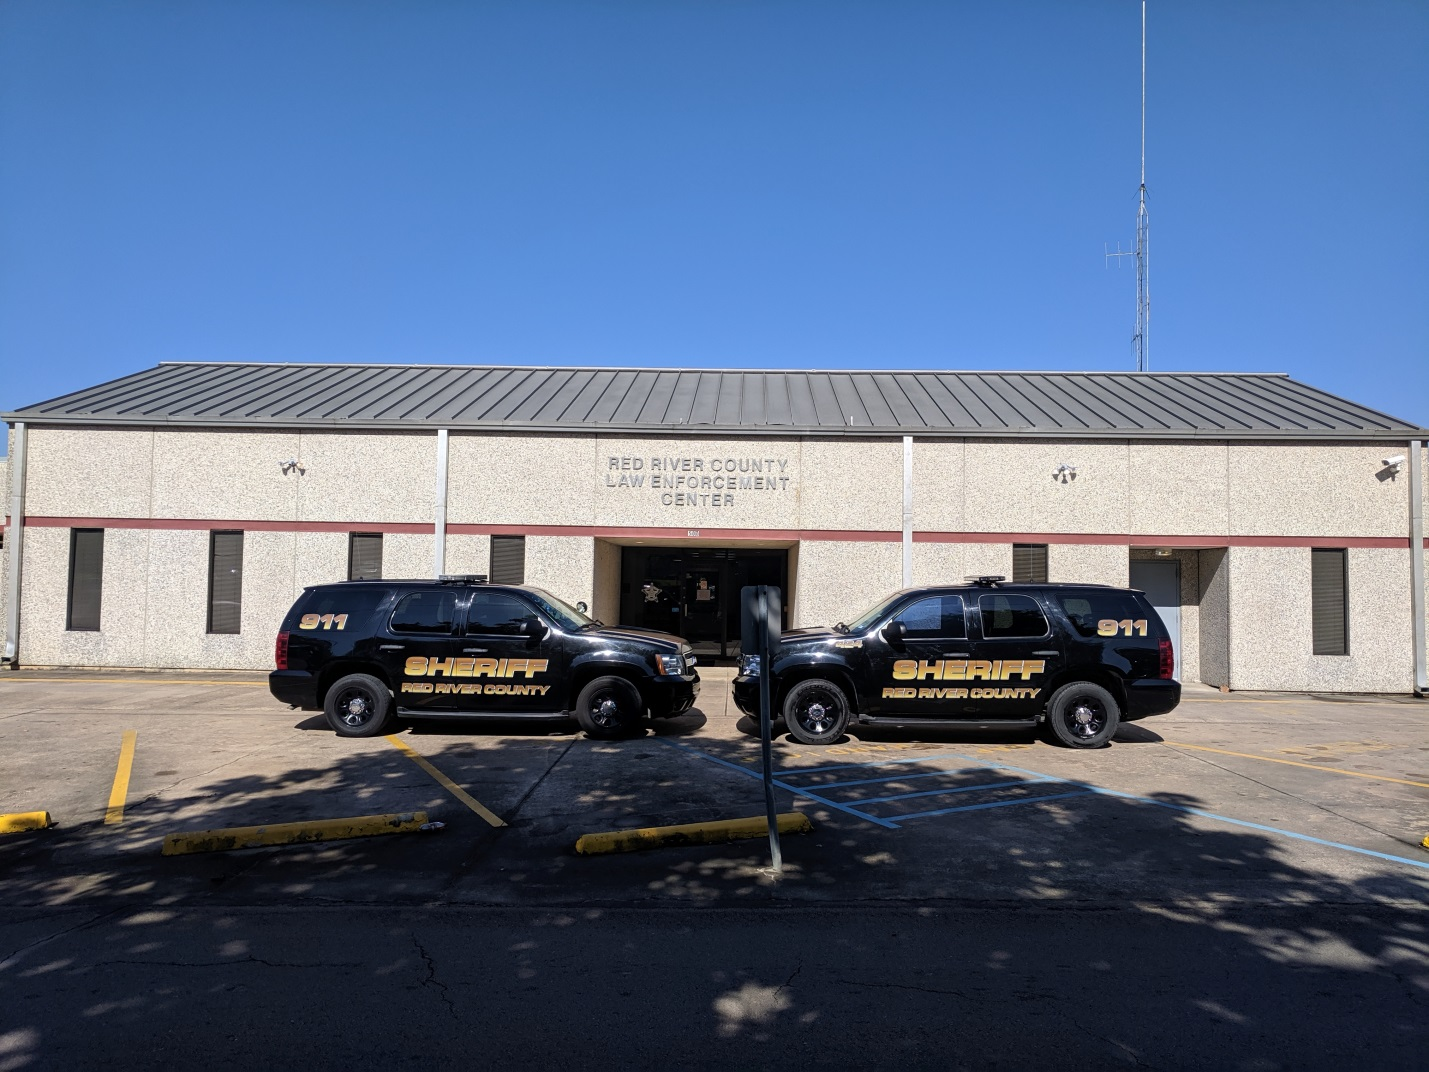 RED RIVER COUNTY
LAW ENFORCEMENT
CENTER
911
SHERIFF
RED RIVER COUNTY
SHERIFF
RED RIVER COUNTY
911